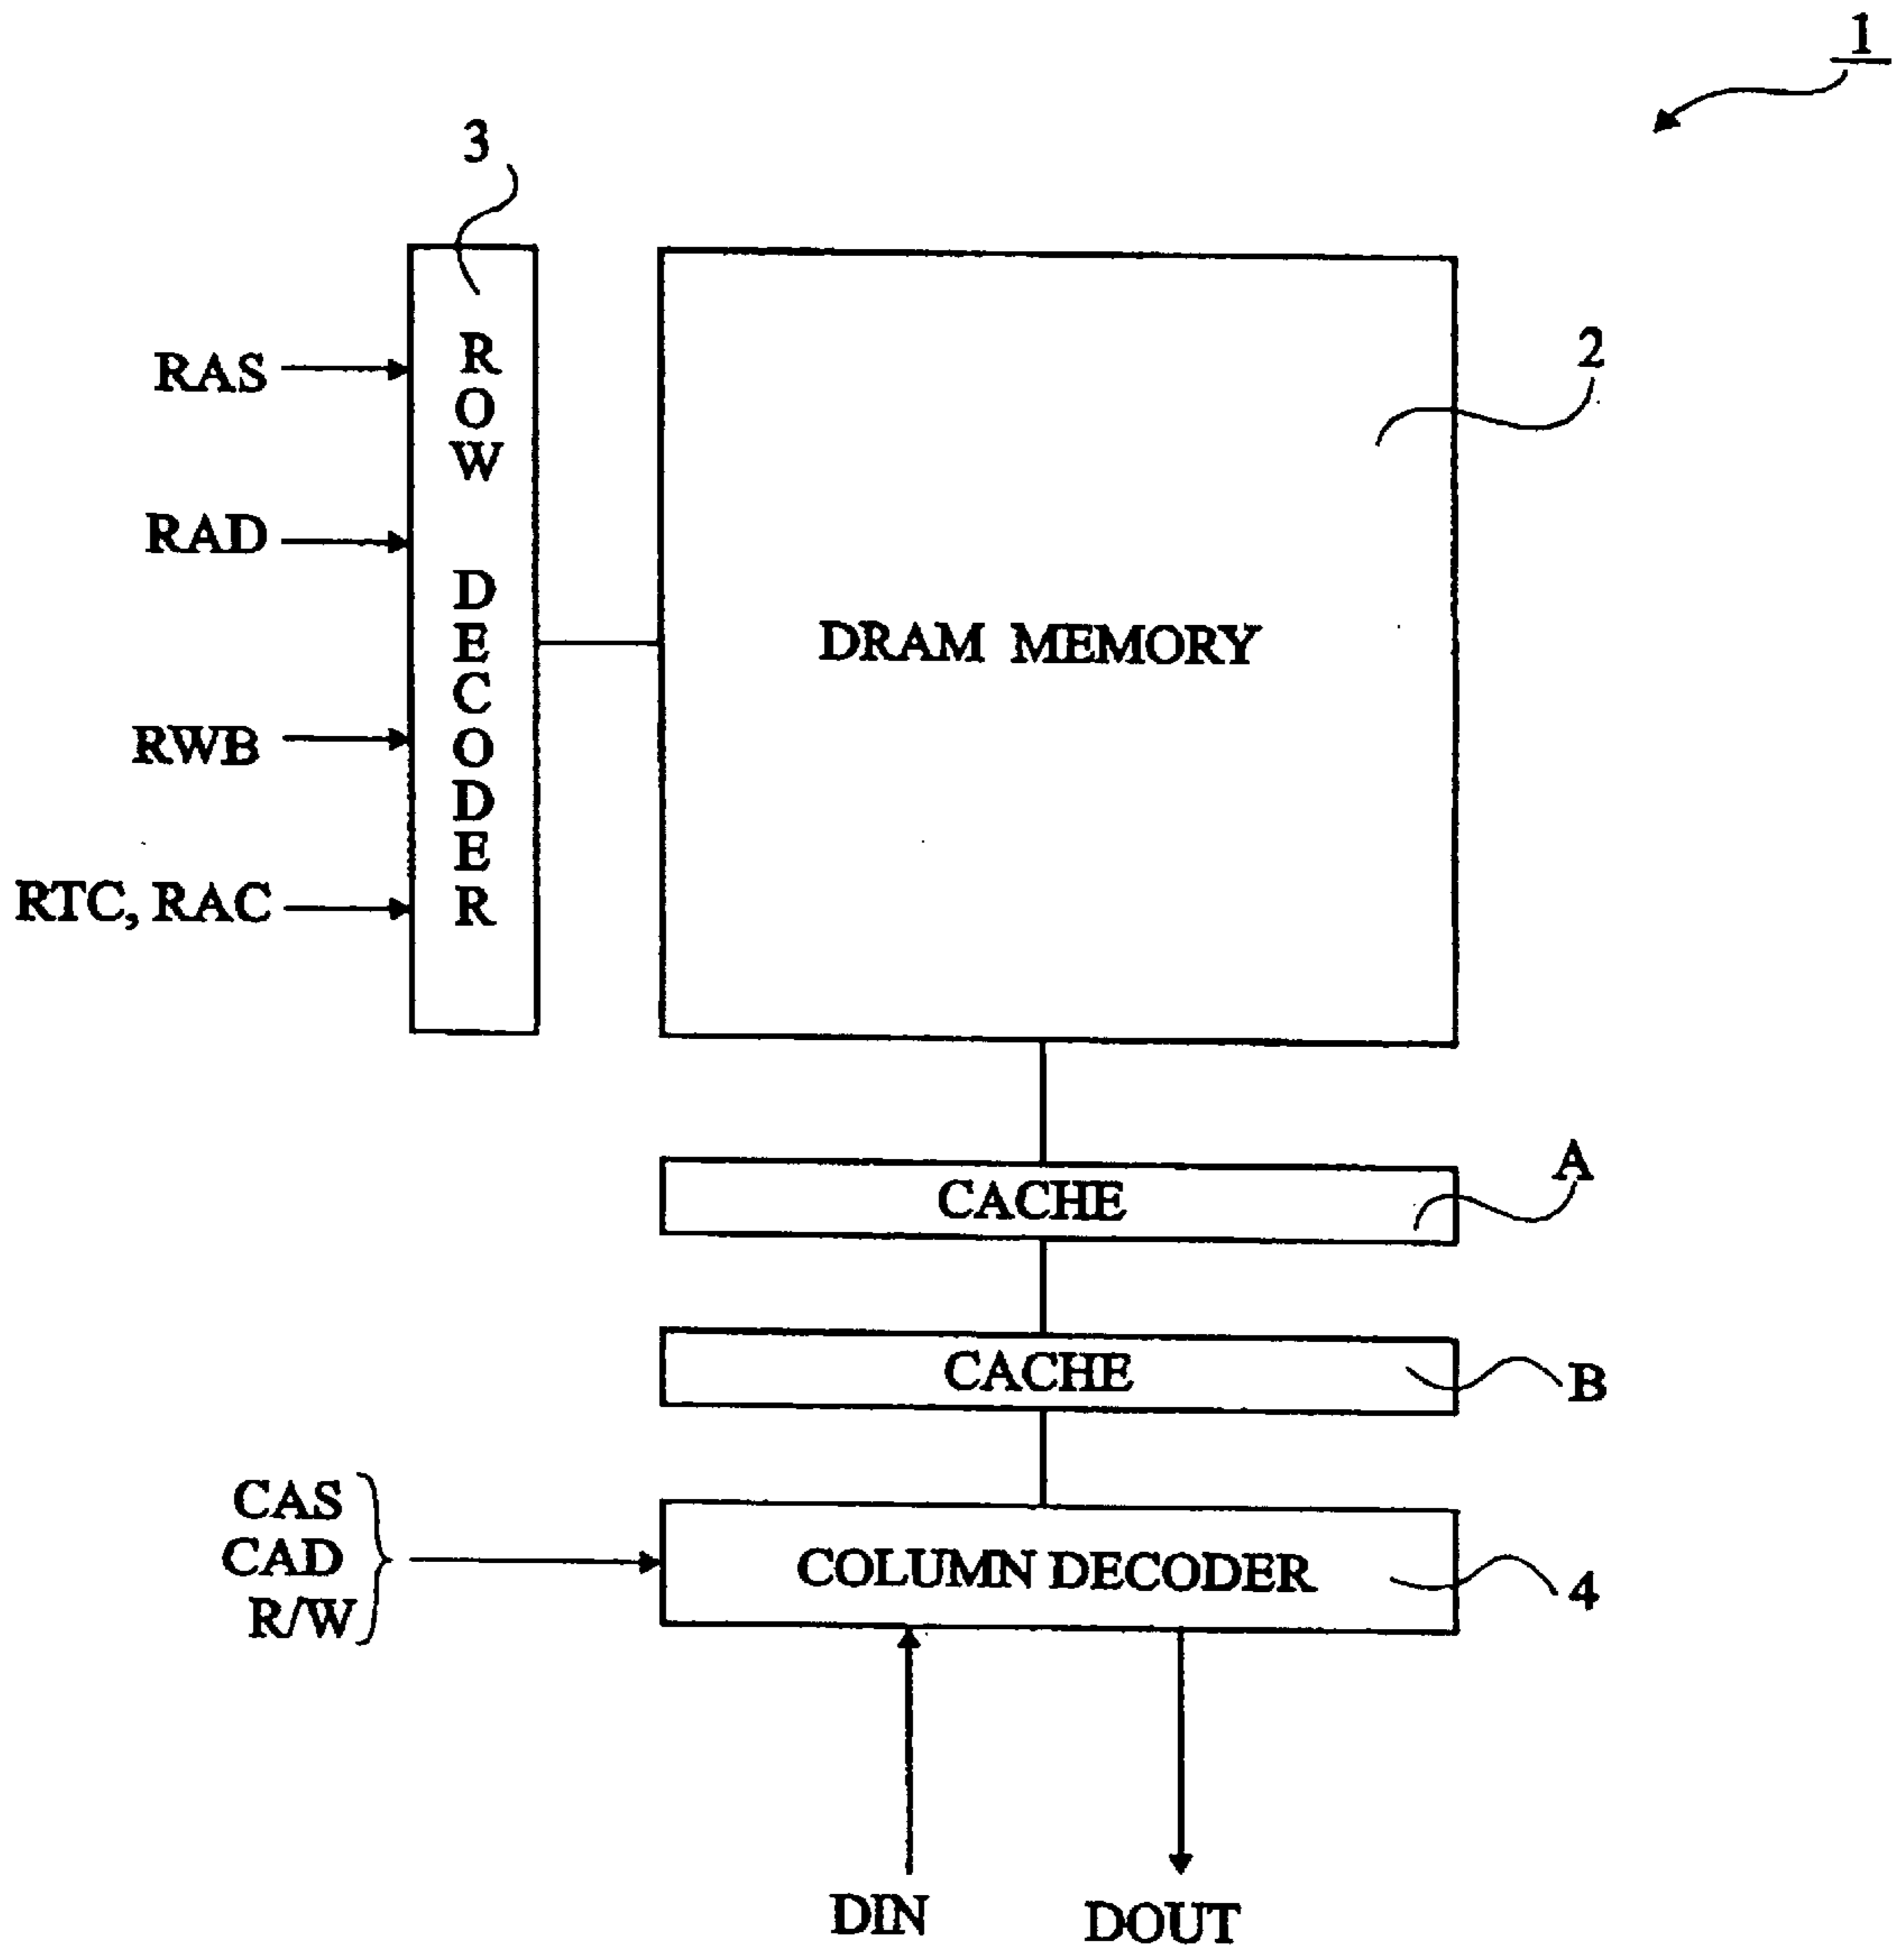 1
3
RAS
RAD
RWB
RTC, RAC
ROW DECODER
2
DRAM MEMORY
CACHE
A
CACHE
B
CAS
CAD
R/W
COLUMN DECODER
4
DIN
DOUT